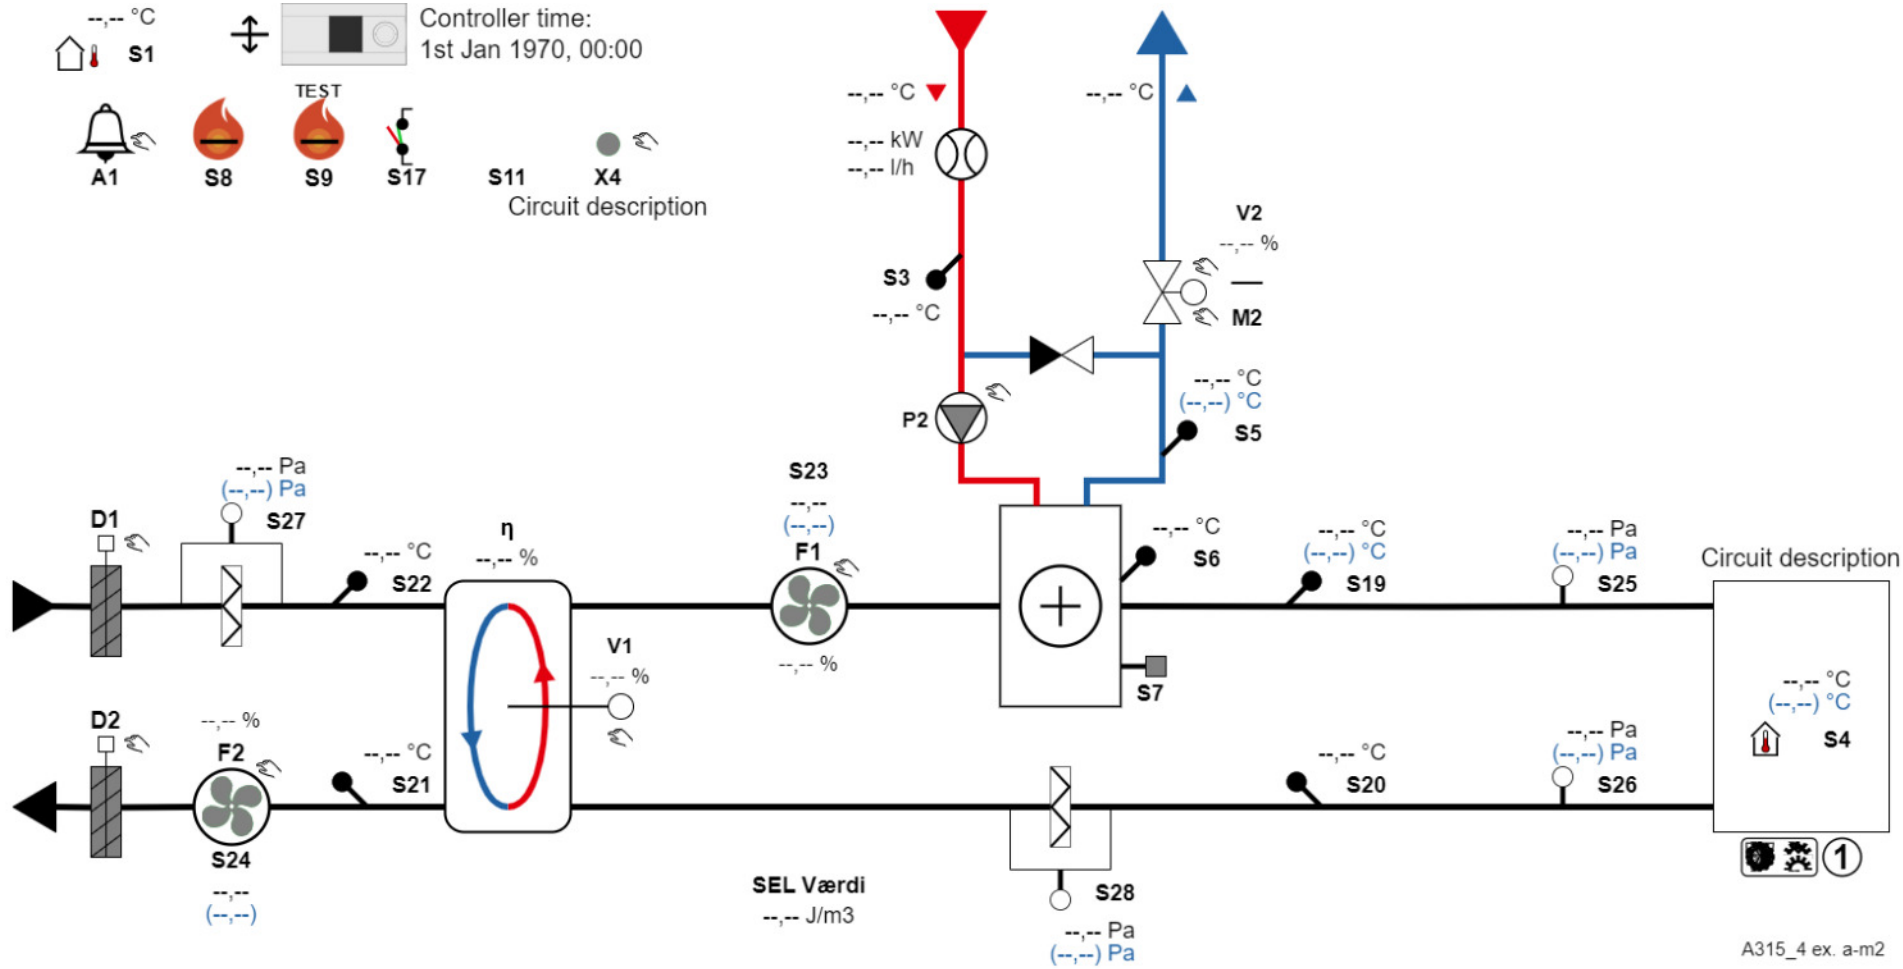 --,-- °C
S1
Controller time:
1st Jan 1970, 00:00
TEST
A1
S8
S9
S17
S11
X4
Circuit description
--,-- °C
--,-- kW
--,-- l/h
--,-- °C
V2
--,-- %
M2
S3
--,-- °C
P2
--,-- °C
(--,--) °C
S5
--,-- Pa
(--,--) Pa
S27
D1
--,-- °C
S22
η
--,-- %
S23
--,--
(--,--)
F1
--,-- %
--,-- °C
S6
--,-- °C
(--,--) °C
S19
--,-- Pa
(--,--) Pa
S25
Circuit description
V1
--,-- %
S7
--,-- °C
(--,--) °C
S4
D2
--,-- %
F2
S24
--,--
(--,--)
--,-- °C
S21
--,-- °C
S20
--,-- Pa
(--,--) Pa
S26
1
SEL Værdi
--,-- J/m3
S28
--,-- Pa
(--,--) Pa
A315_4 ex. a-m2